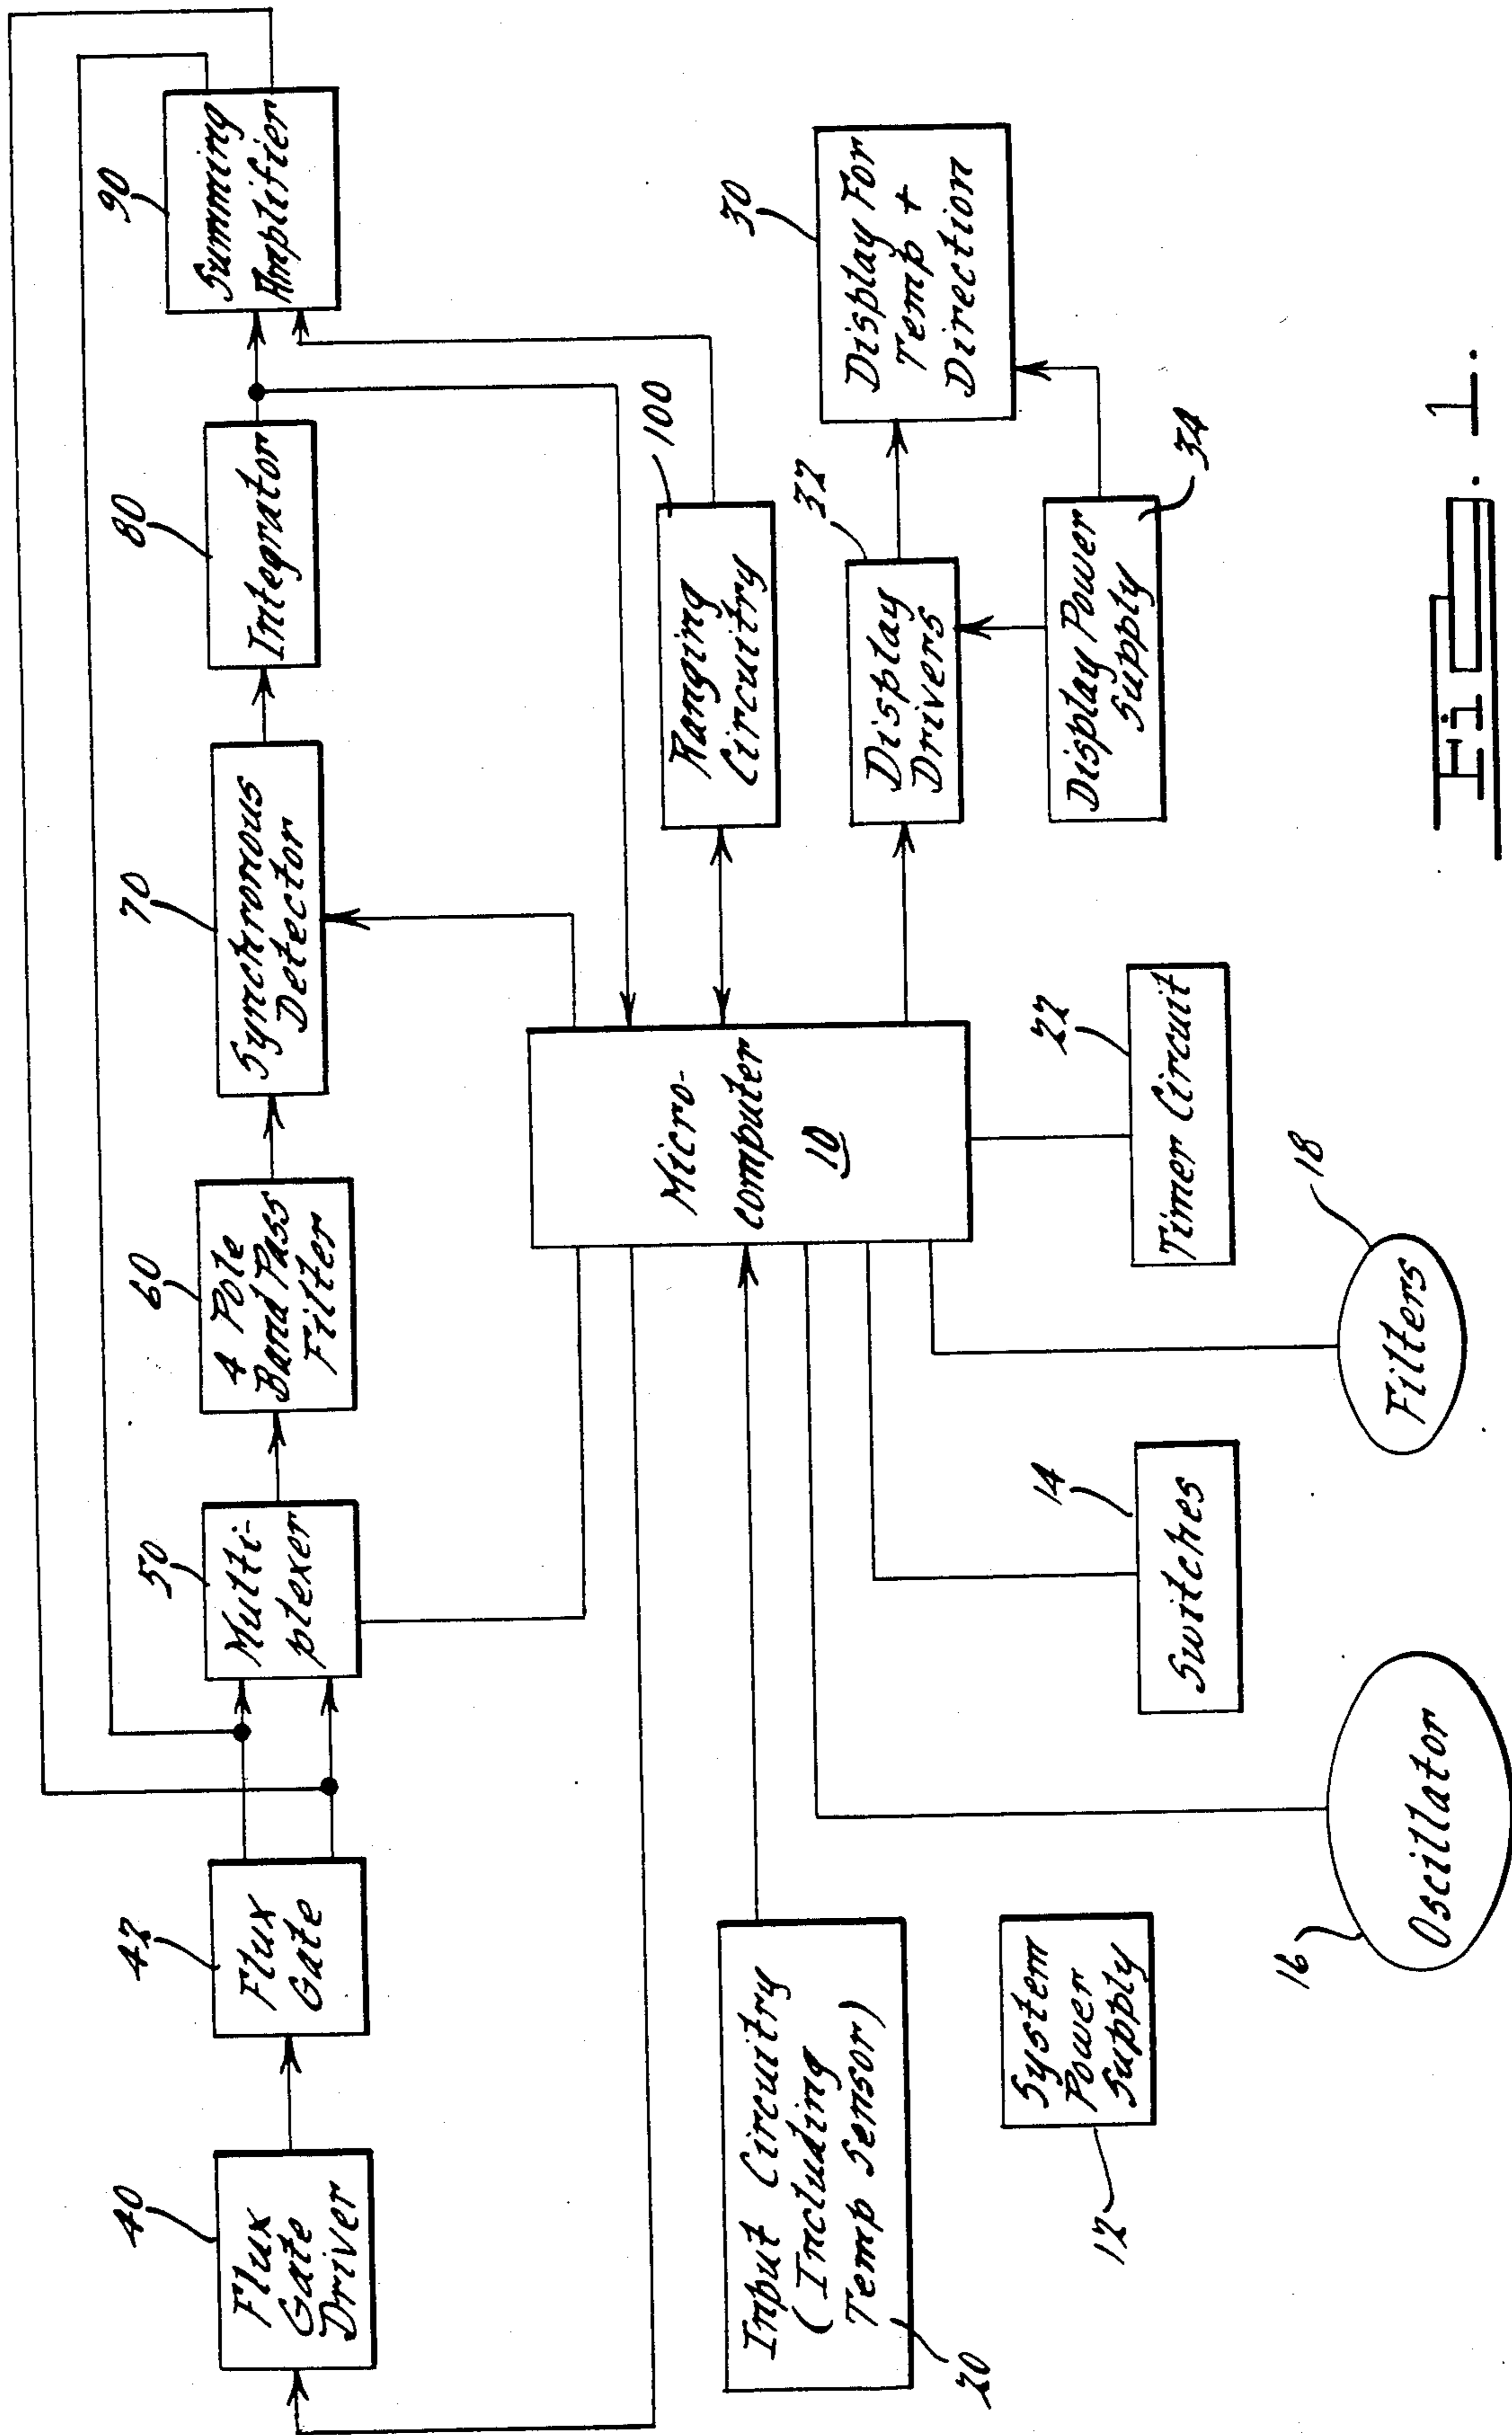 40
Flux
Gate
Driver
42
Flux
Gate
50
Multi-
plexer
60
4 Pole
Band Pass
Filter
70
Synchronous
Detector
80
Integrator
90
Summing
Amplifier
Input Circuitry
(Including
Temp Sensor)
20
System
Power
Supply
12
Micro-
computer
10
Ranging
Circuitry
100
Display
Drivers
32
Display For
Temp +
Direction
30
Display Power
Supply
34
Oscillator
16
Switches
14
Filters
18
Timer Circuit
22
Fig. 1.